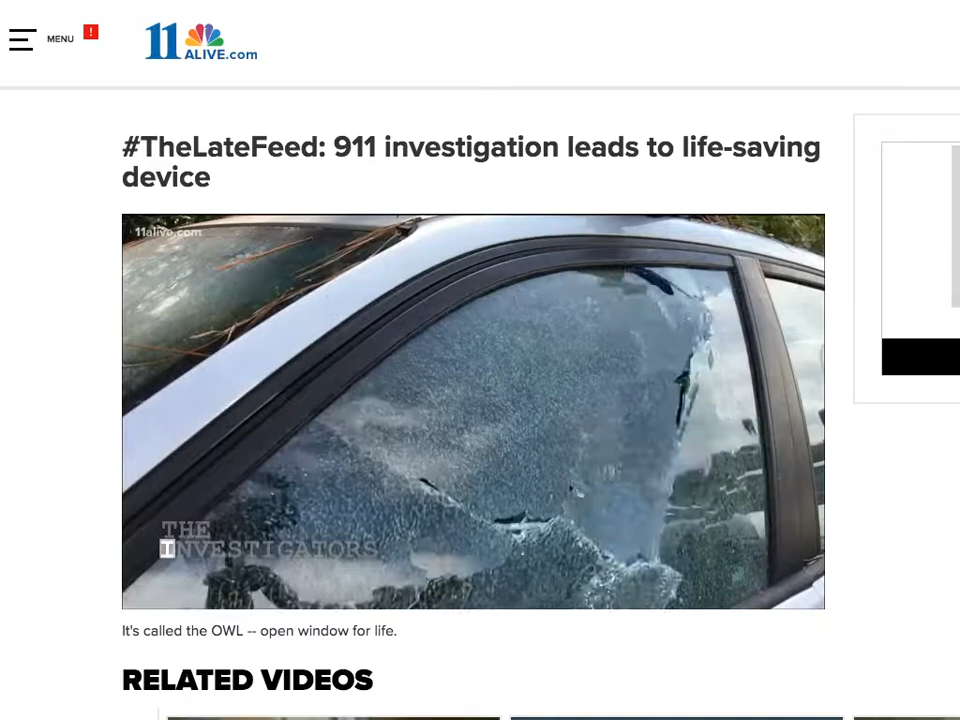 MENU
!
11
ALIVE.com
#TheLateFeed: 911 investigation leads to life-saving
device
11alive.com
THE
INVESTIGATORS
It's called the OWL -- open window for life.
RELATED VIDEOS